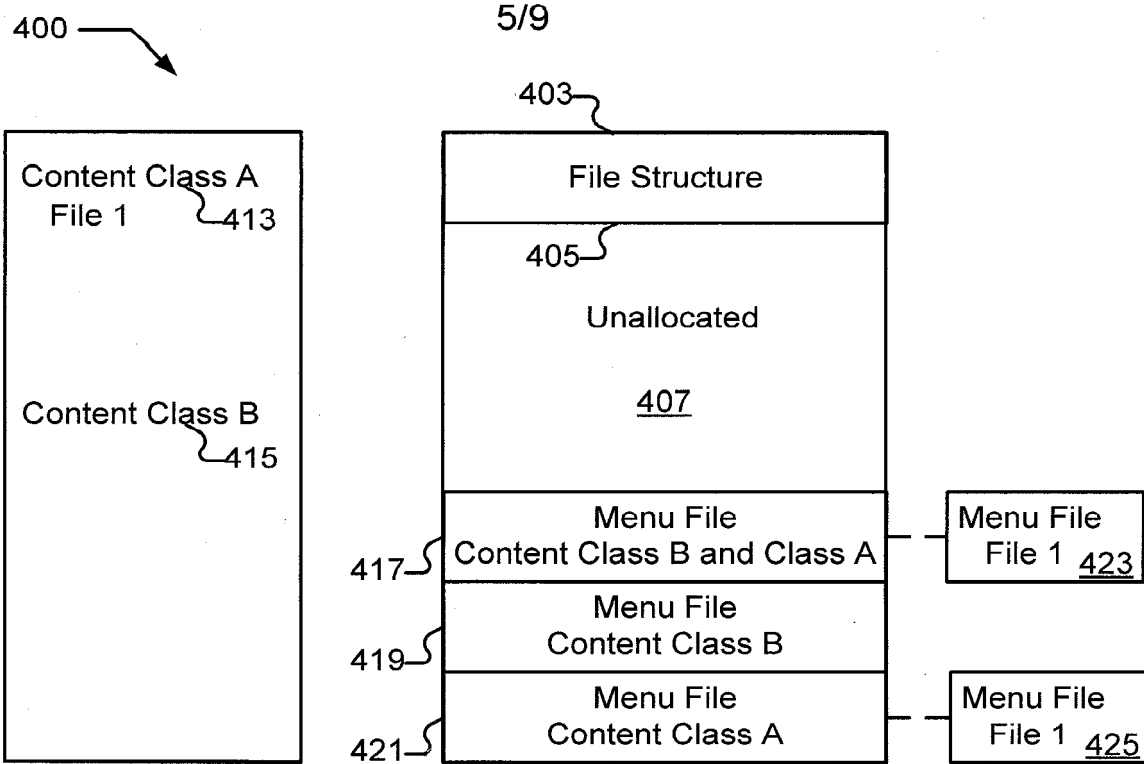 5/9
400
Content Class A
File 1
413
Content Class B
415
403
File Structure
405
Unallocated
407
417
Menu File
Content Class B and Class A
419
Menu File
Content Class B
421
Menu File
Content Class A
Menu File
File 1
423
Menu File
File 1
425